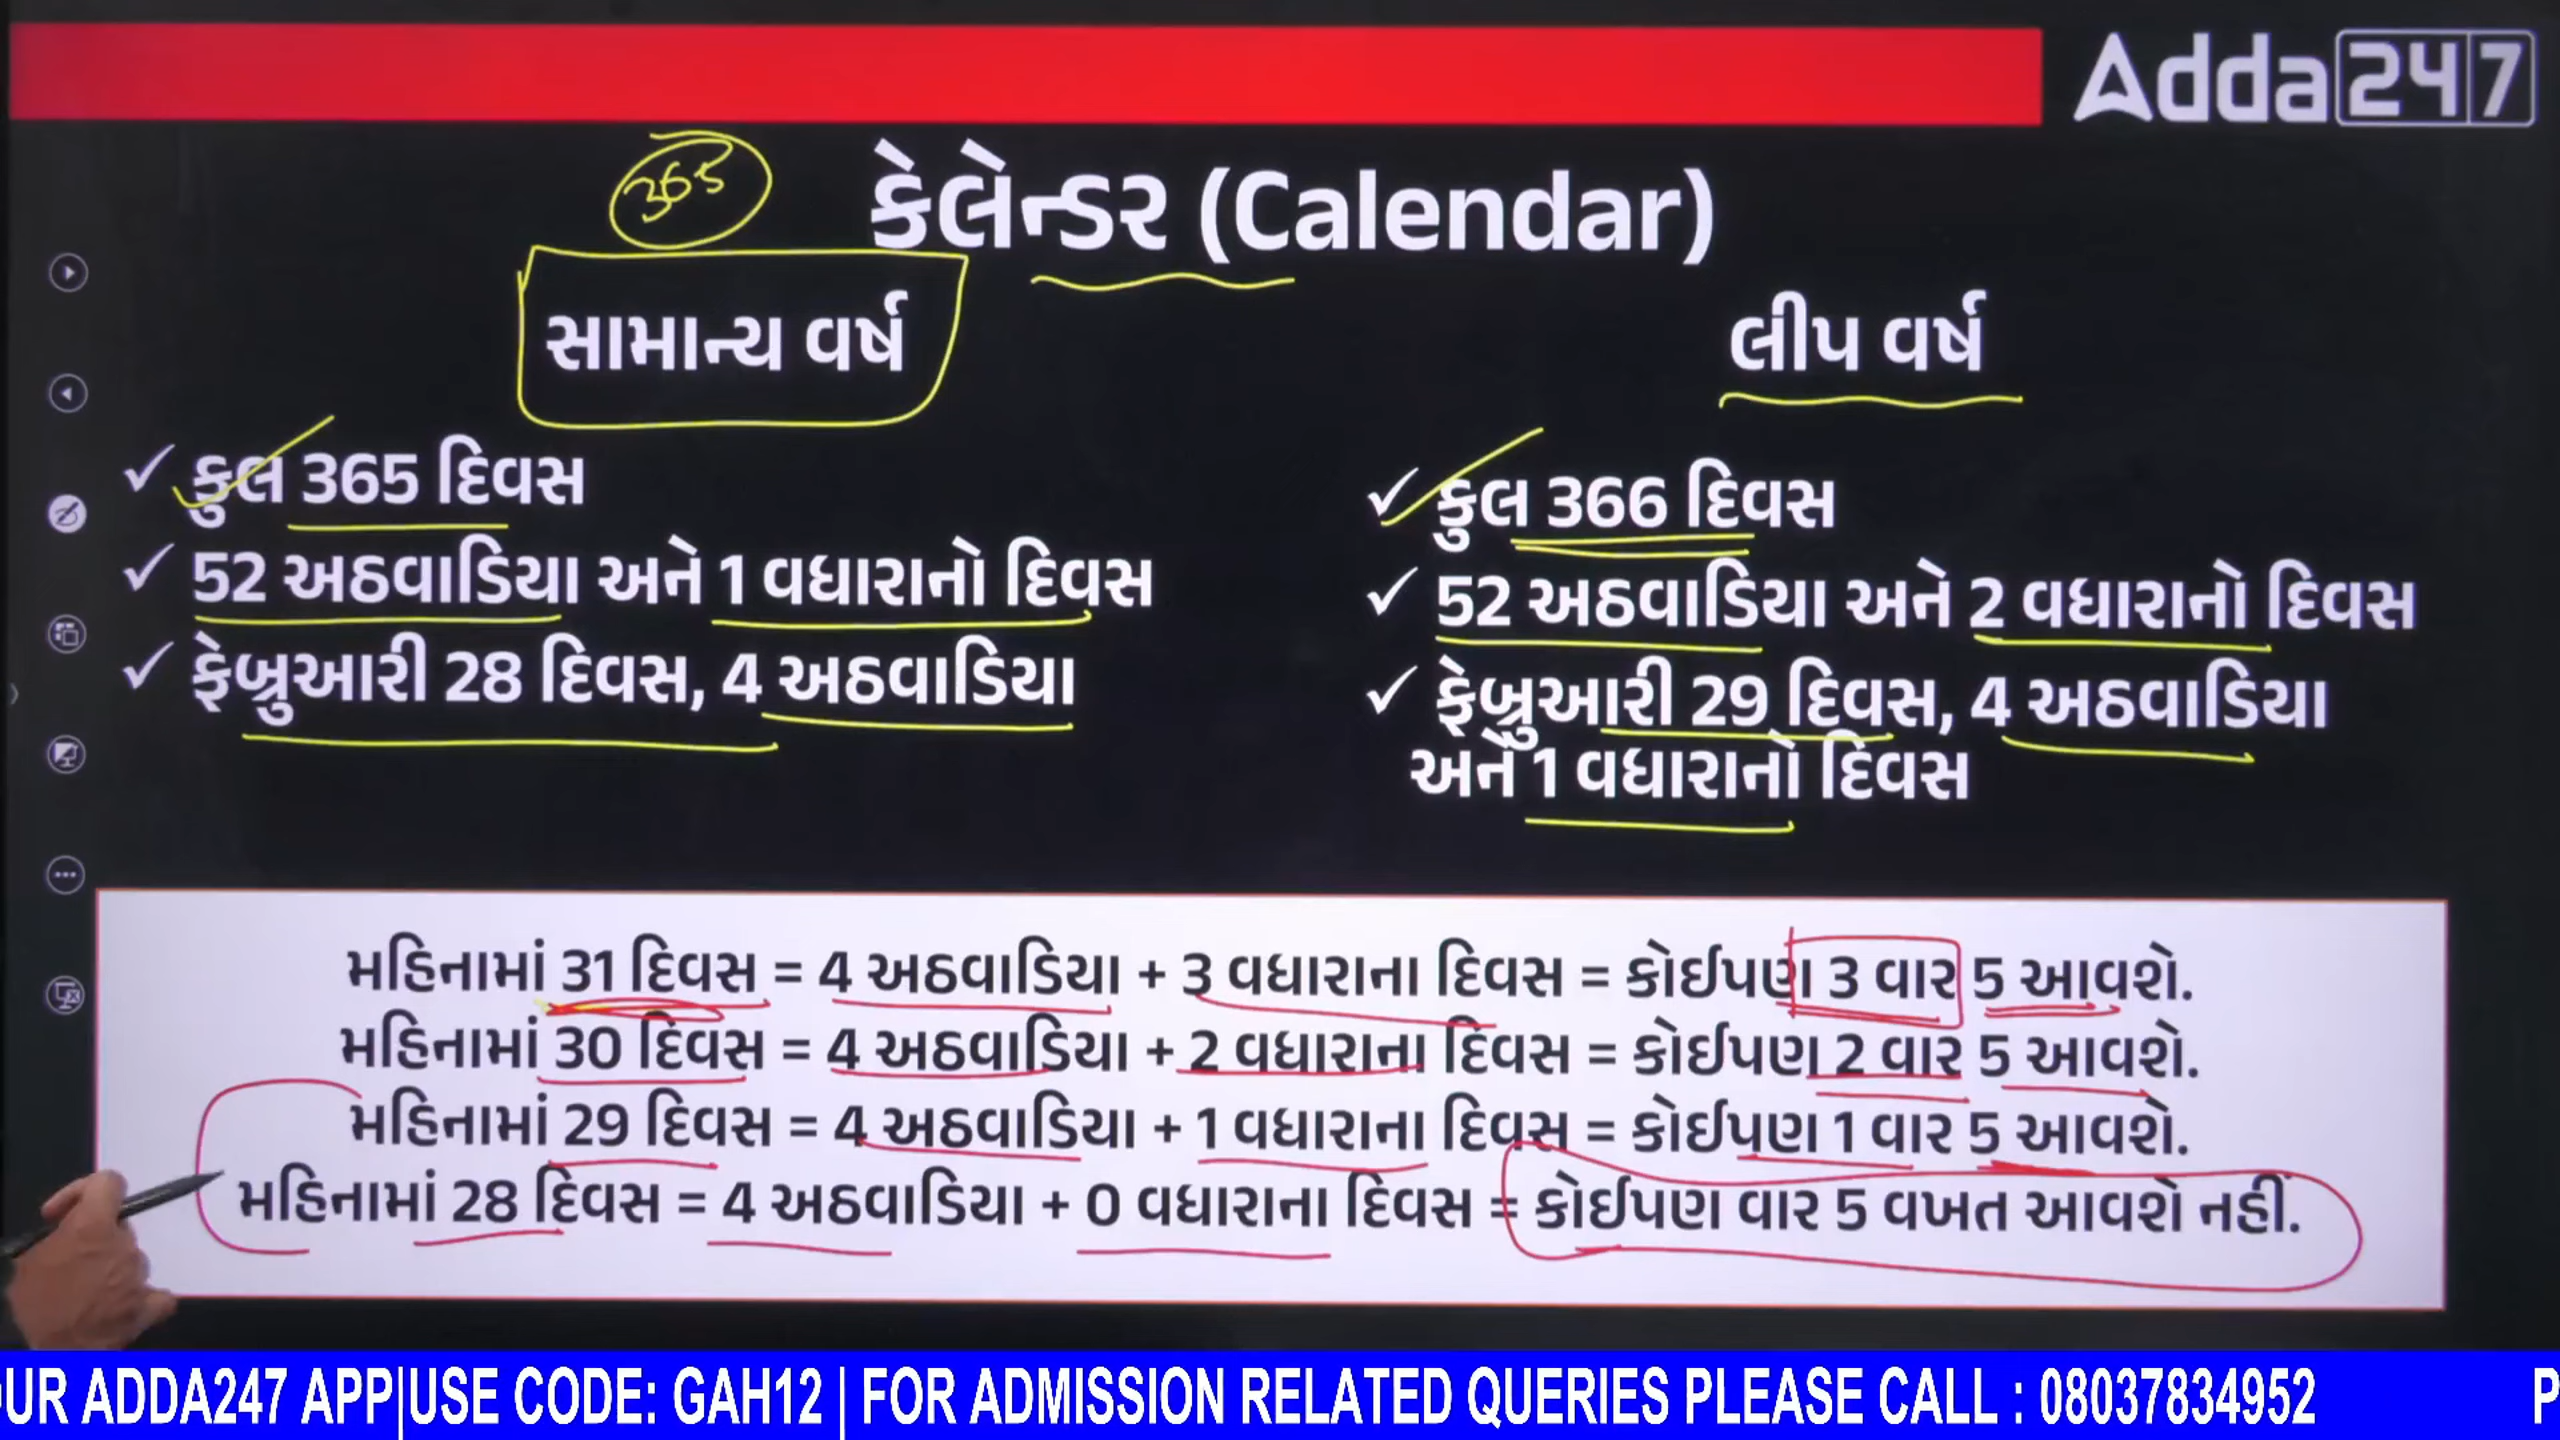 Adda247
365
કેલેન્ડર (Calendar)
સામાન્ય વર્ષ
✓ કુલ 365 દિવસ
✓ 52 અઠવાડિયા અને 1 વધારાનો દિવસ
✓ ફેબ્રુઆરી 28 દિવસ, 4 અઠવાડિયા
લીપ વર્ષ
✓ કુલ 366 દિવસ
✓ 52 અઠવાડિયા અને 2 વધારાનો દિવસ
✓ ફેબ્રુઆરી 29 દિવસ, 4 અઠવાડિયા
અને 1 વધારાનો દિવસ
મહિનામાં 31 દિવસ = 4 અઠવાડિયા + 3 વધારાના દિવસ = કોઈપણ 3 વાર 5 આવશે.
મહિનામાં 30 દિવસ = 4 અઠવાડિયા + 2 વધારાના દિવસ = કોઈપણ 2 વાર 5 આવશે.
મહિનામાં 29 દિવસ = 4 અઠવાડિયા + 1 વધારાના દિવસ = કોઈપણ 1 વાર 5 આવશે.
મહિનામાં 28 દિવસ = 4 અઠવાડિયા + 0 વધારાના દિવસ = કોઈપણ વાર 5 વખત આવશે નહીં.
OUR ADDA247 APP|USE CODE: GAH12 | FOR ADMISSION RELATED QUERIES PLEASE CALL : 08037834952 P